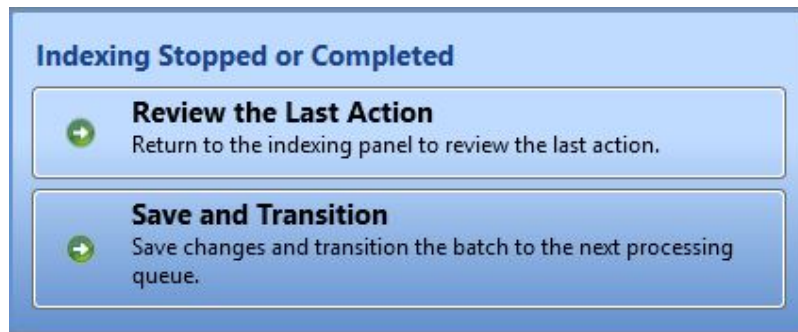 Indexing Stopped or Completed
Review the Last Action
Return to the indexing panel to review the last action.
Save and Transition
Save changes and transition the batch to the next processing
queue.